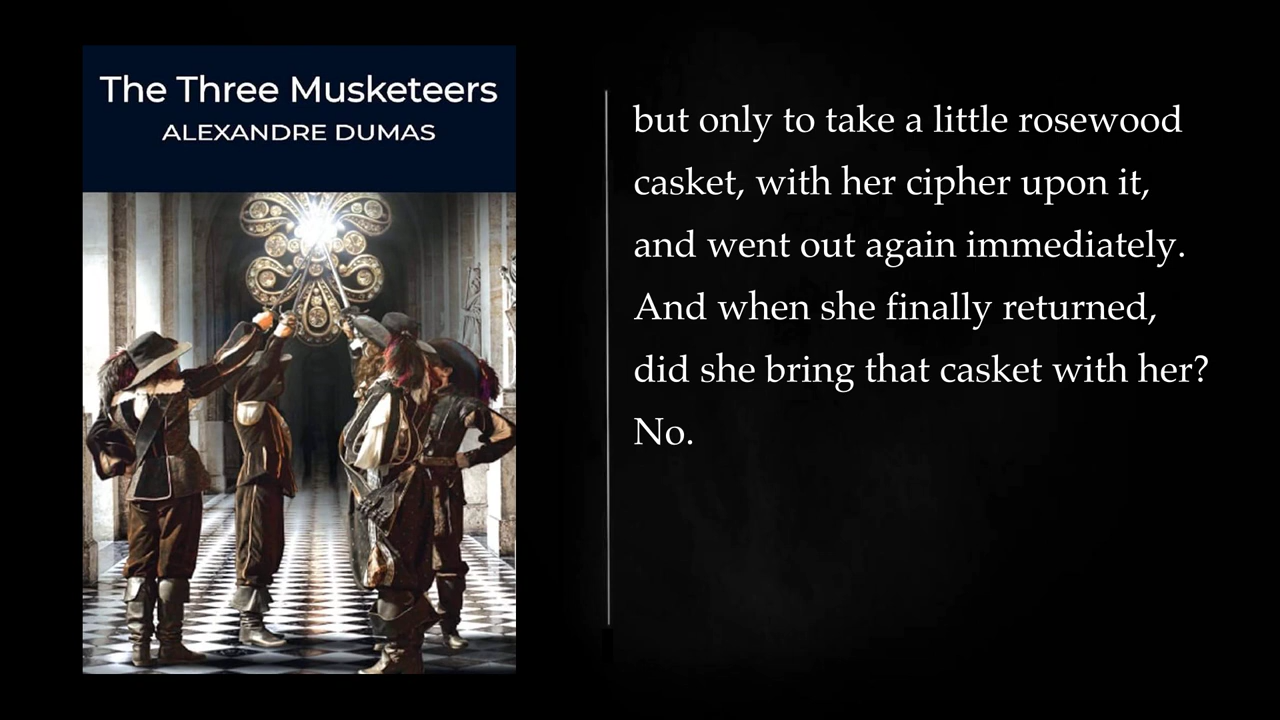 The Three Musketeers
ALEXANDRE DUMAS
but only to take a little rosewood
casket, with her cipher upon it,
and went out again immediately.
And when she finally returned,
did she bring that casket with her?
No.